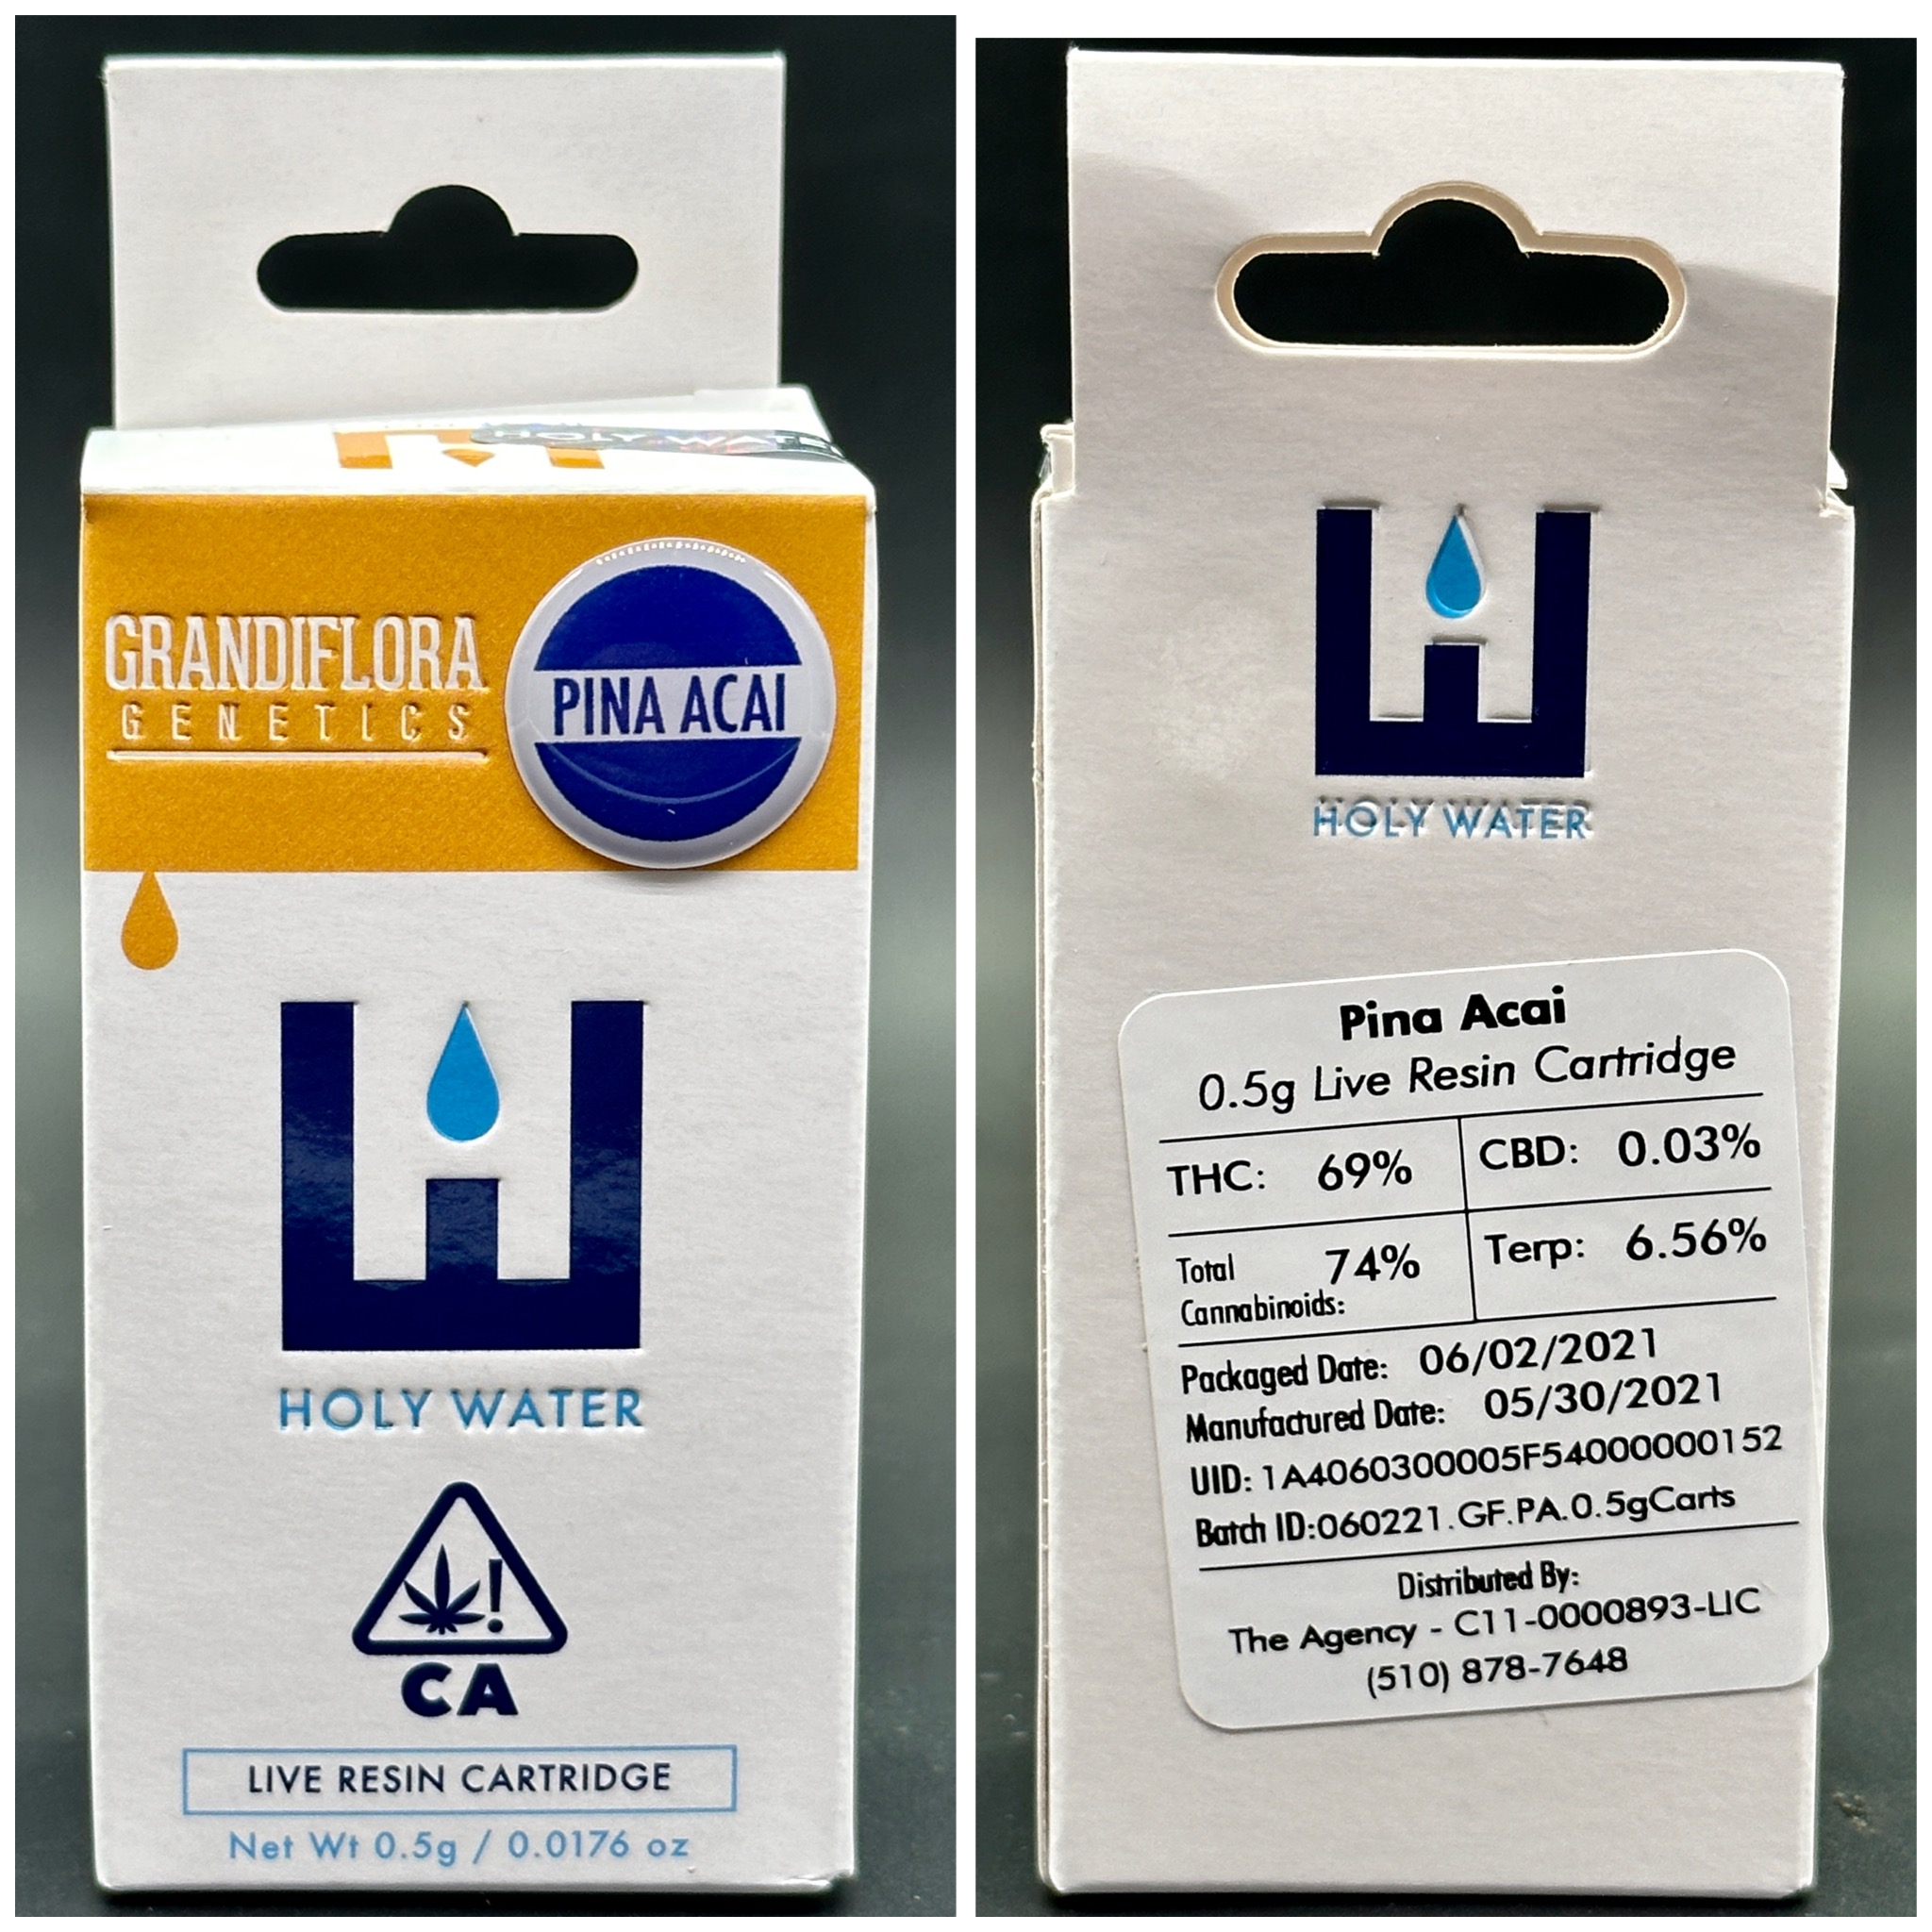 HOLY WATER
GRANDIFLORA
GENETICS
PINA ACAI
HOLY WATER
!
CA
LIVE RESIN CARTRIDGE
Net Wt 0.5g / 0.0176 oz
HOLY WATER
Pina Acai
0.5g Live Resin Cartridge
THC: 69% CBD: 0.03%
Total Cannabinoids: 74% Terp: 6.56%
Packaged Date: 06/02/2021
Manufactured Date: 05/30/2021
UID: 1A4060300005F54000000152
Batch ID:060221.GF.PA.0.5gCarts
Distributed By:
The Agency - C11-0000893-LIC
(510) 878-7648